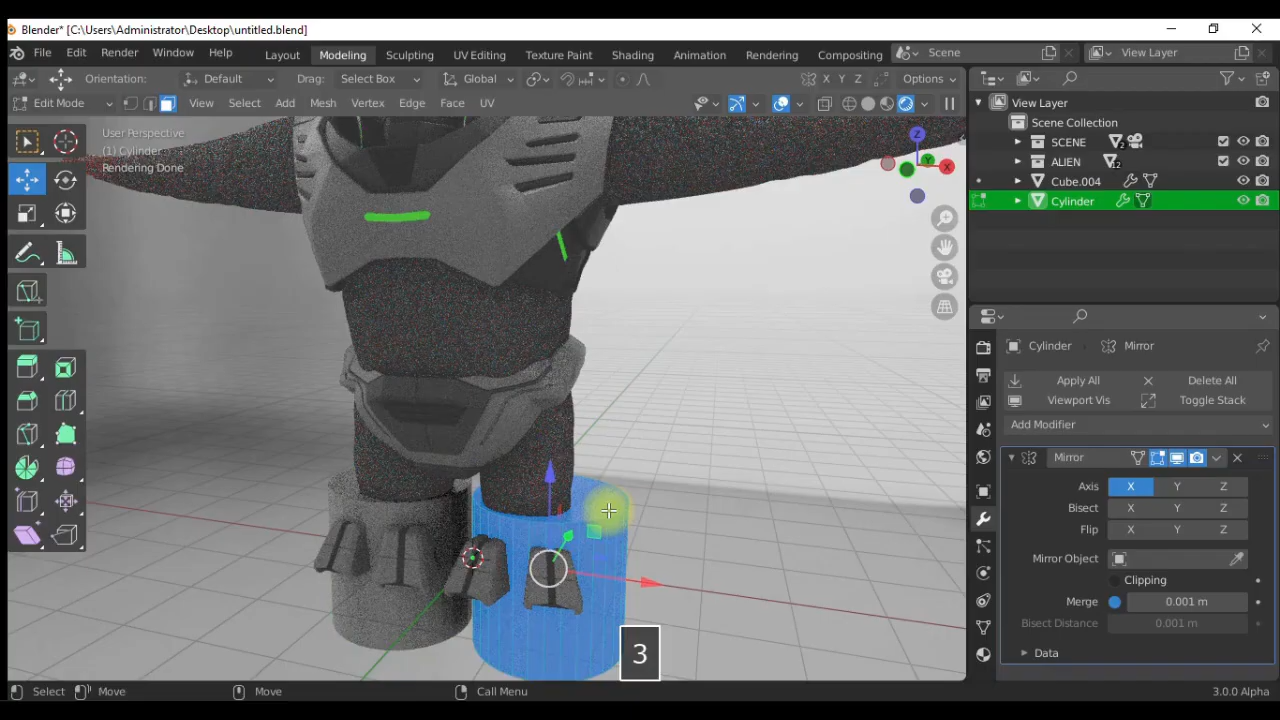 Blender* [C:\Users\Administrator\Desktop\untitled.blend]
File Edit Render Window Help Layout Modeling Sculpting UV Editing Texture Paint Shading Animation Rendering Compositing Scene View Layer
Orientation: Default Drag: Select Box Global X Y Z Options
Edit Mode View Select Add Mesh Vertex Edge Face UV
User Perspective
(1) Cylinder
Rendering Done
Z
Y
X
View Layer
Scene Collection
SCENE 2
ALIEN 12
Cube.004
Cylinder
Cylinder Mirror
Apply All Delete All
Viewport Vis Toggle Stack
Add Modifier
Mirror
Axis X Y Z
Bisect X Y Z
Flip X Y Z
Mirror Object
Clipping
Merge 0.001 m
Bisect Distance 0.001 m
Data
3
Select Move Move Call Menu 3.0.0 Alpha